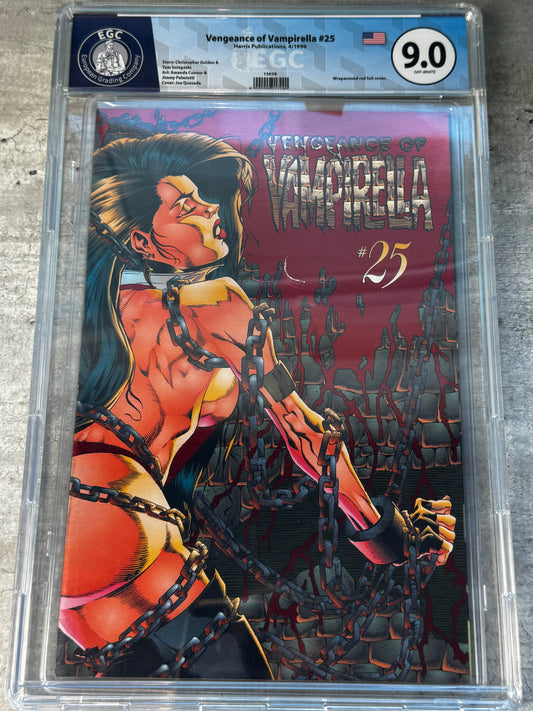 EGC
European Grading Company
Vengeance of Vampirella #25
Harris Publications, 4/1996
Story: Christopher Golden &
Tom Sniegoski
Art: Amanda Conner &
Jimmy Palmiotti
Cover: Joe Quesada
EGC
Wraparound red foil cover.
9.0
OFF-WHITE
VENGEANCE OF
VAMPIRELLA
#25